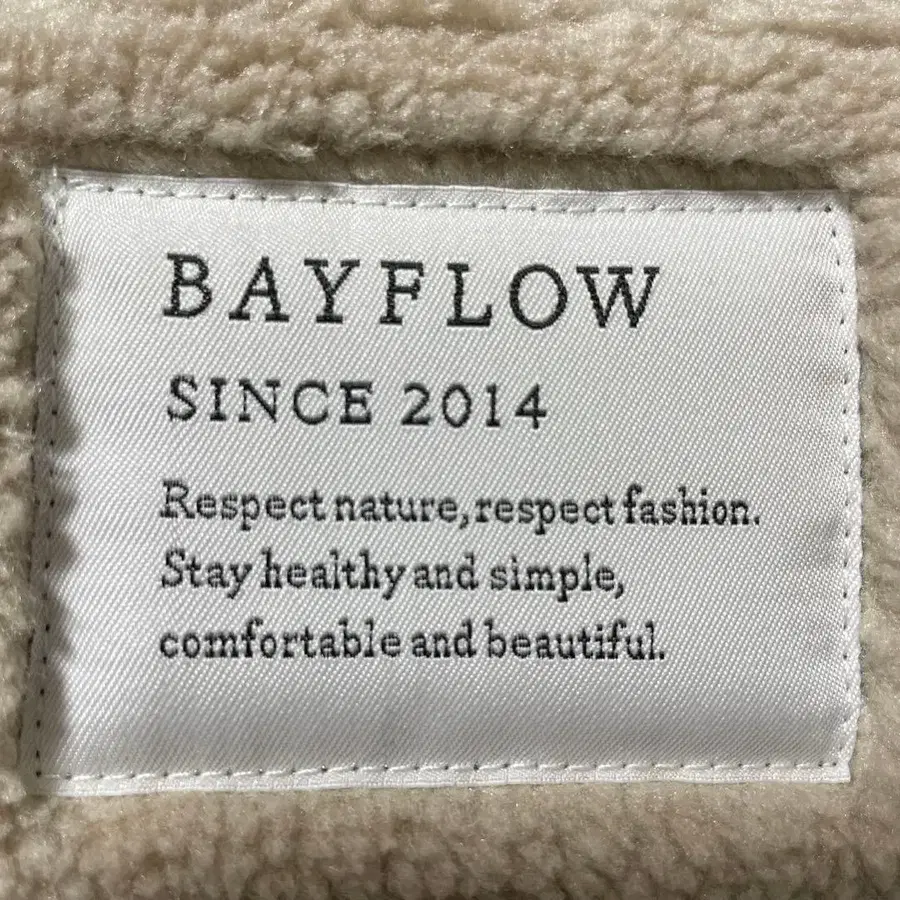 BAYFLOW
SINCE 2014
Respect nature, respect fashion.
Stay healthy and simple,
comfortable and beautiful.